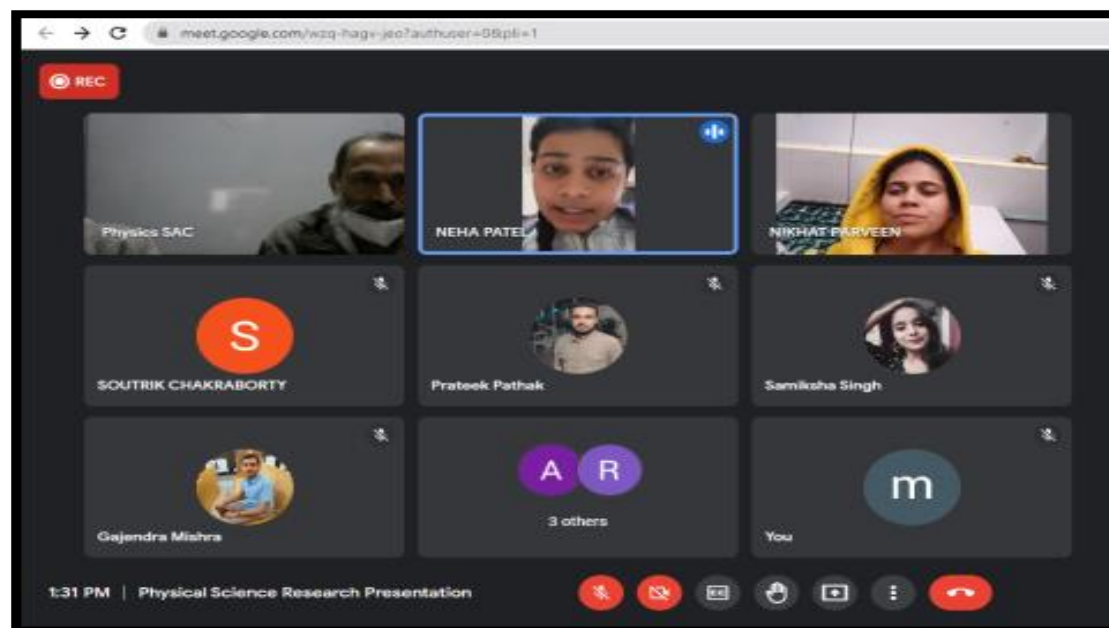 meet.google.com/wzq-hagv-jeo?authuser=0&pli=1
REC
Physics SAC
NEHA PATEL
NIKHAT PARVEEN
S
SOUTRIK CHAKRABORTY
Prateek Pathak
Samiksha Singh
Gajendra Mishra
A R
3 others
m
You
1:31 PM | Physical Science Research Presentation